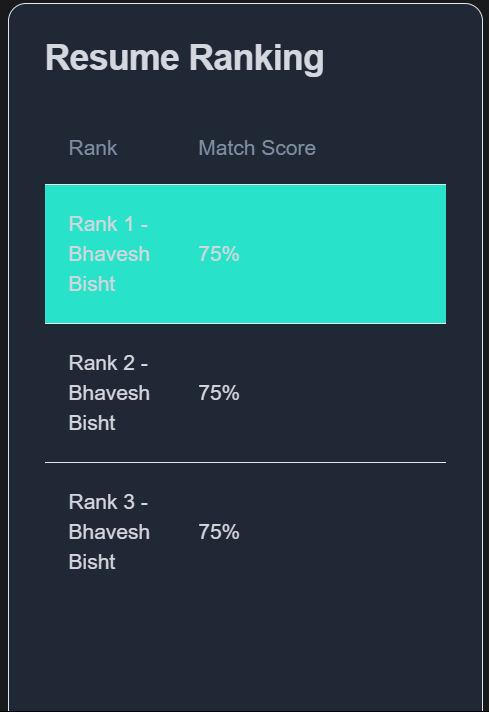 Resume Ranking
Rank Match Score
Rank 1 -
Bhavesh 75%
Bisht
Rank 2 -
Bhavesh 75%
Bisht
Rank 3 -
Bhavesh 75%
Bisht